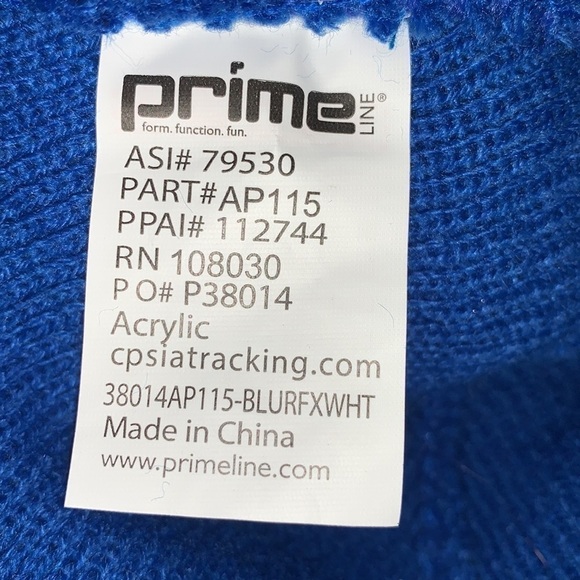 prime LINE®
form. function. fun.
ASI# 79530
PART# AP115
PPAI# 112744
RN 108030
PO# P38014
Acrylic
cpsiatracking.com
38014AP115-BLURFXWHT
Made in China
www.primeline.com